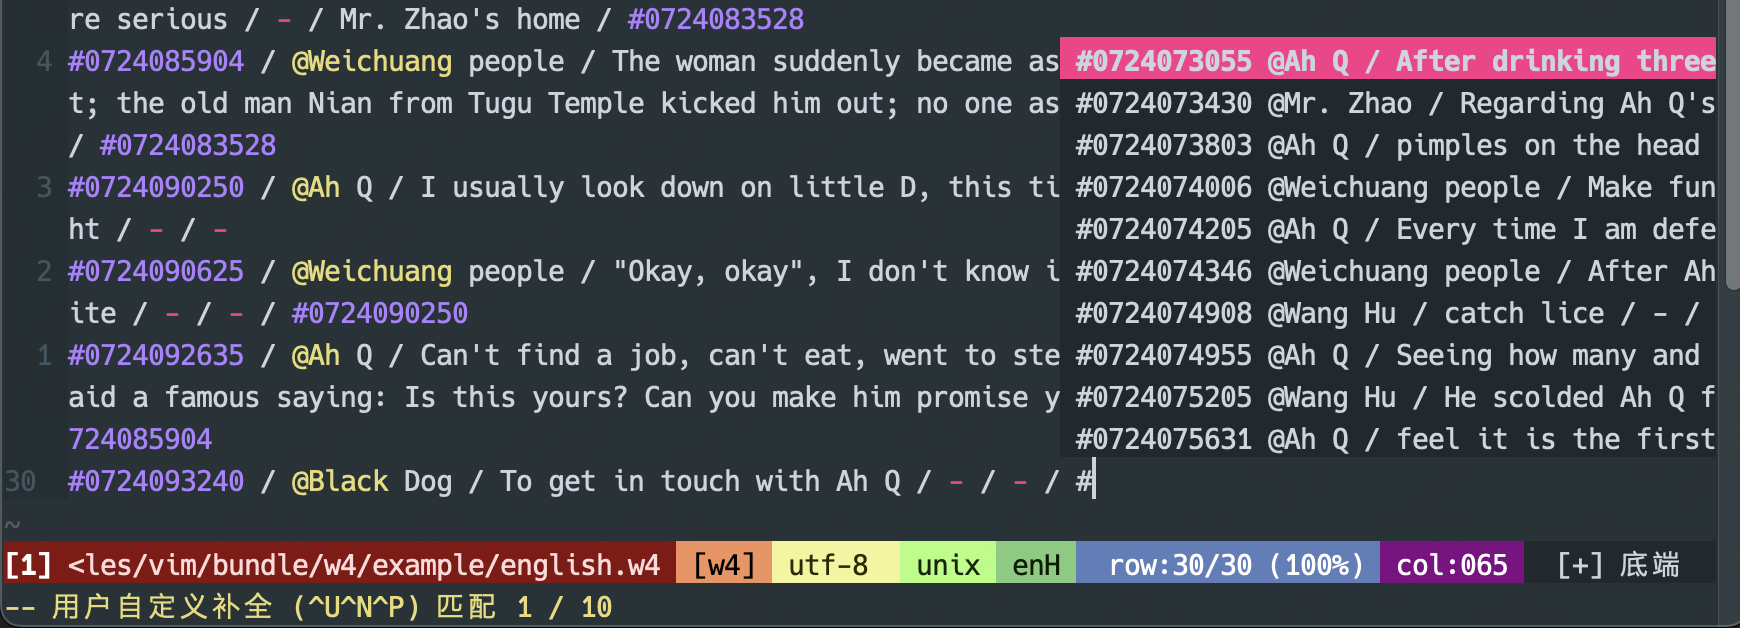 re serious / - / Mr. Zhao's home / #0724083528
4 #0724085904 / @Weichuang people / The woman suddenly became as #0724073055 @Ah Q / After drinking three
t; the old man Nian from Tugu Temple kicked him out; no one as #0724073430 @Mr. Zhao / Regarding Ah Q's
/ #0724083528 #0724073803 @Ah Q / pimples on the head
3 #0724090250 / @Ah Q / I usually look down on little D, this ti #0724074006 @Weichuang people / Make fun
ht / - / - #0724074205 @Ah Q / Every time I am defe
2 #0724090625 / @Weichuang people / "Okay, okay", I don't know i #0724074346 @Weichuang people / After Ah
ite / - / - / #0724090250 #0724074908 @Wang Hu / catch lice / - /
1 #0724092635 / @Ah Q / Can't find a job, can't eat, went to ste #0724074955 @Ah Q / Seeing how many and
aid a famous saying: Is this yours? Can you make him promise y #0724075205 @Wang Hu / He scolded Ah Q f
724085904 #0724075631 @Ah Q / feel it is the first
30 #0724093240 / @Black Dog / To get in touch with Ah Q / - / - / #
~
[1] <les/vim/bundle/w4/example/english.w4 [w4] utf-8 unix enH row:30/30 (100%) col:065 [+] 底端
-- 用户自定义补全 (^U^N^P) 匹配 1 / 10